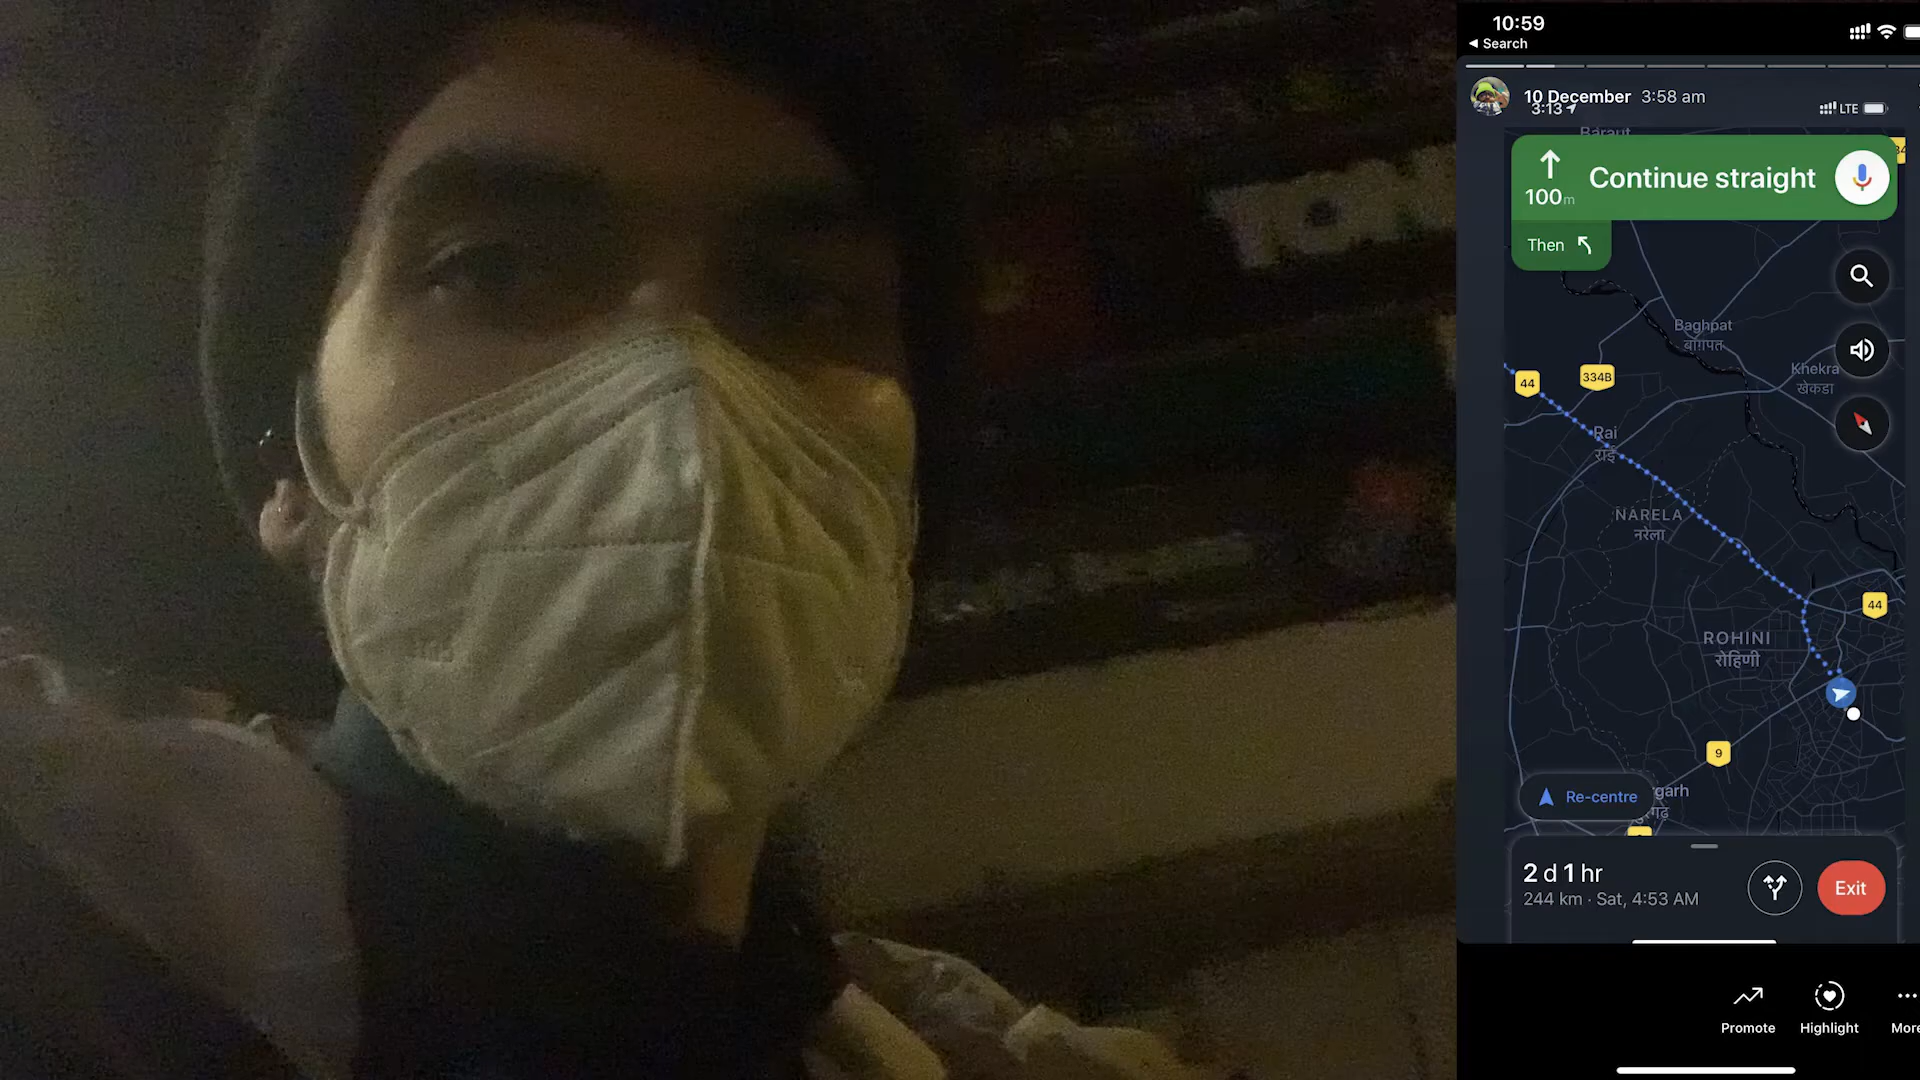 10:59
◀ Search
10 December 3:58 am
3:13
LTE
Baraut
Continue straight
100 m
Then
Baghpat
बाग़पत
Khekra
खेकडा
44
334B
Rai
राई
NARELA
नरेला
44
ROHINI
रोहिणी
9
Re-centre
garh
2 d 1 hr
244 km · Sat, 4:53 AM
Exit
Promote
Highlight
More